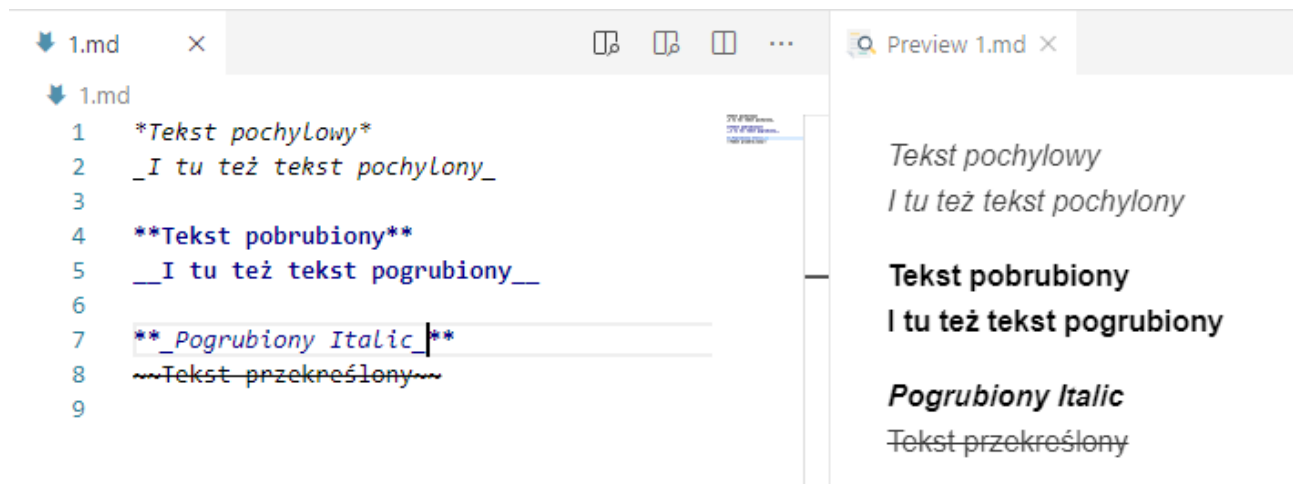 1.md
Preview 1.md
1.md
1 *Tekst pochylowy*
2 _I tu też tekst pochylony_
3
4 **Tekst pobrubiony**
5 __I tu też tekst pogrubiony__
6
7 **_Pogrubiony Italic_**
8 ~~Tekst przekreślony~~
9
Tekst pochylowy
I tu też tekst pochylony
Tekst pobrubiony
I tu też tekst pogrubiony
Pogrubiony Italic
Tekst przekreślony